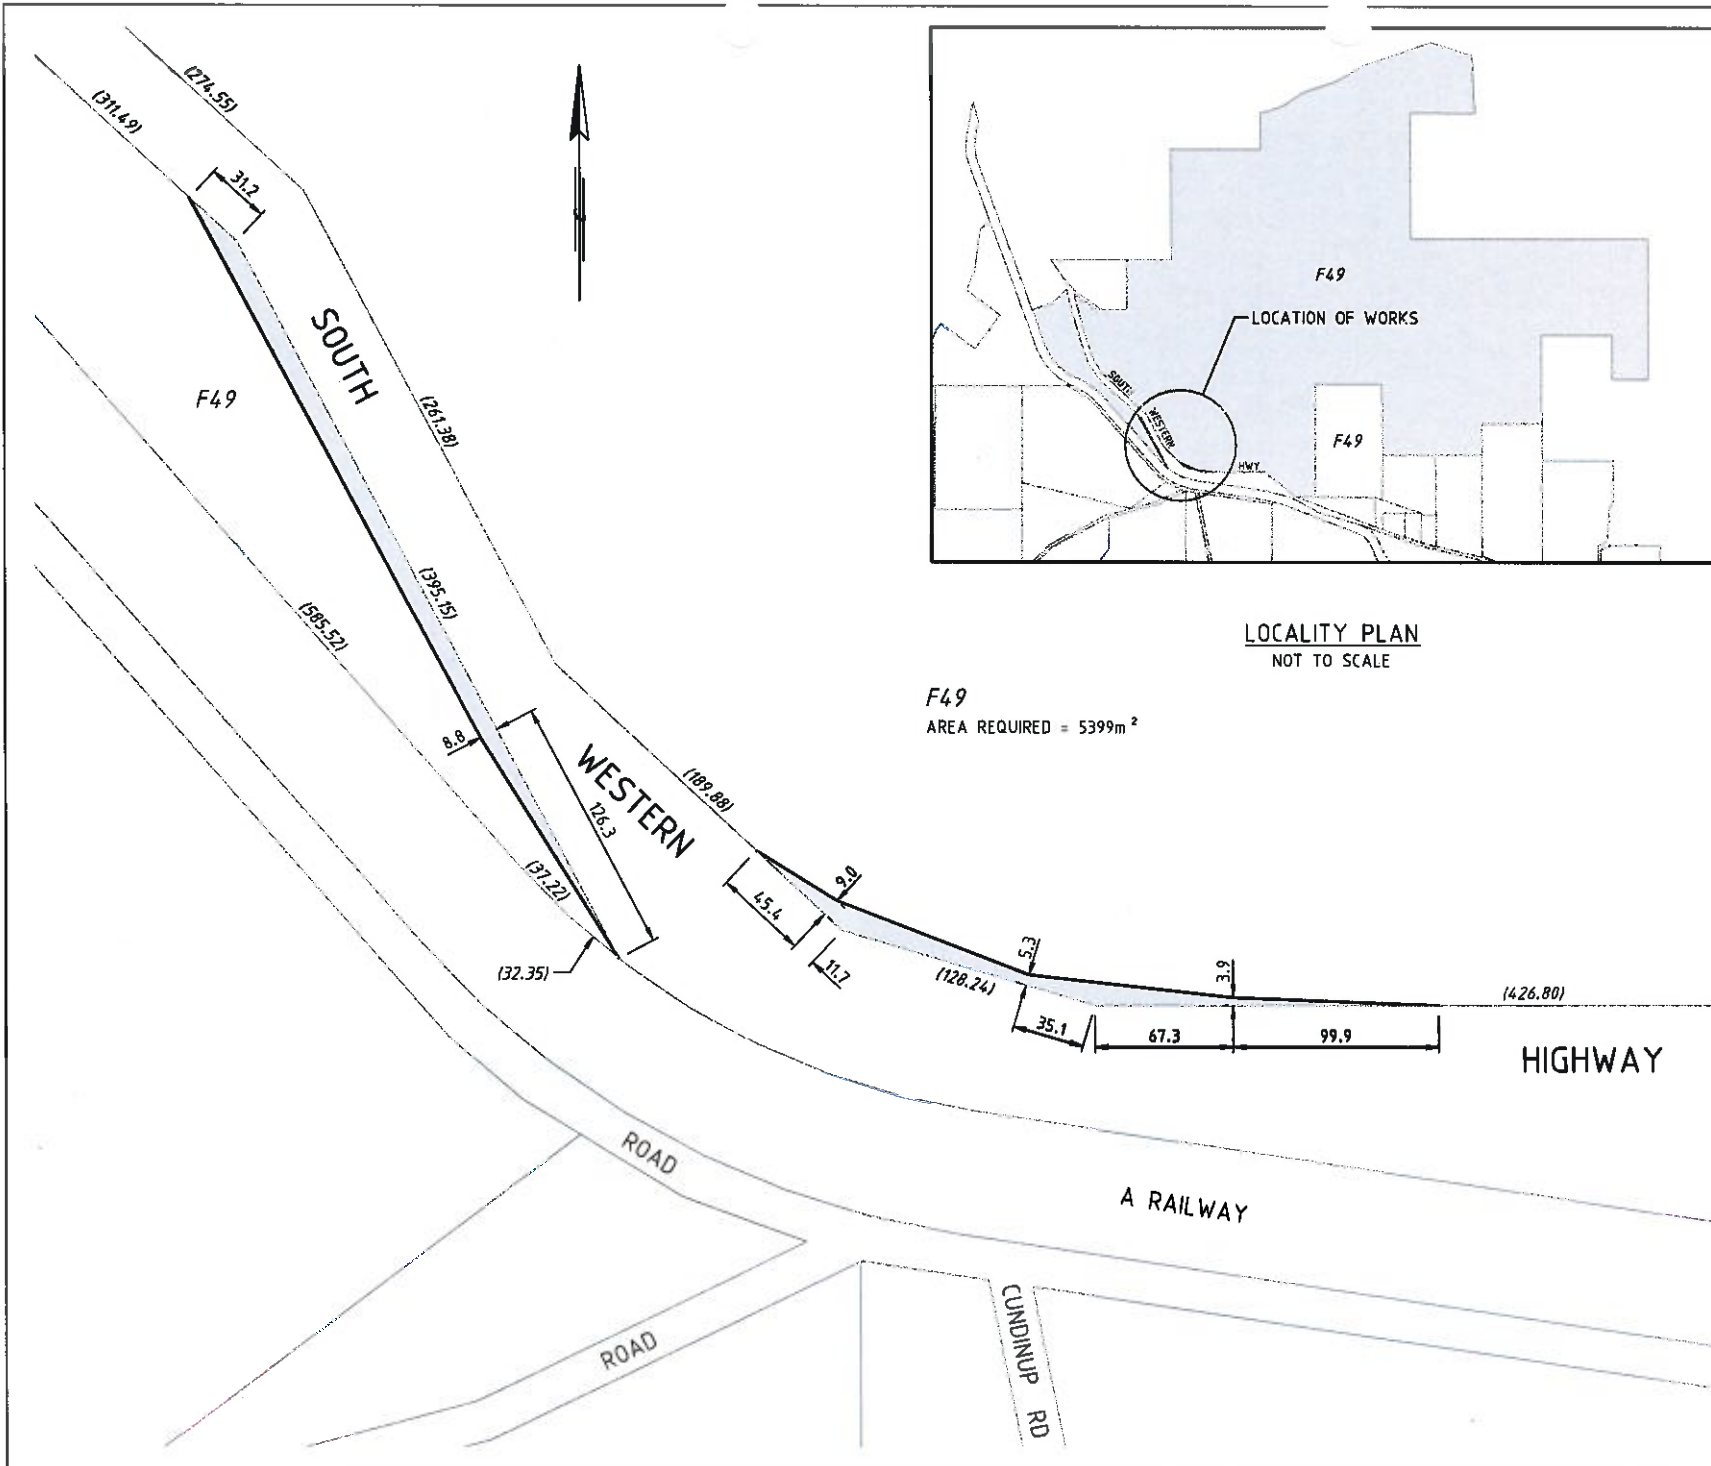 (274.55)
(311.49)
31.2
SOUTH
F49
(261.38)
(395.15)
(585.52)
8.8
WESTERN
126.3
(37.22)
(32.35)
(189.88)
45.4
11.7
9.0
(128.24)
5.3
35.1
3.9
67.3
99.9
(426.80)
HIGHWAY
ROAD
A RAILWAY
ROAD
CUNDINUP RD
F49
LOCATION OF WORKS
SOUTH
WESTERN
HWY
F49
LOCALITY PLAN
NOT TO SCALE
F49
AREA REQUIRED = 5399m²